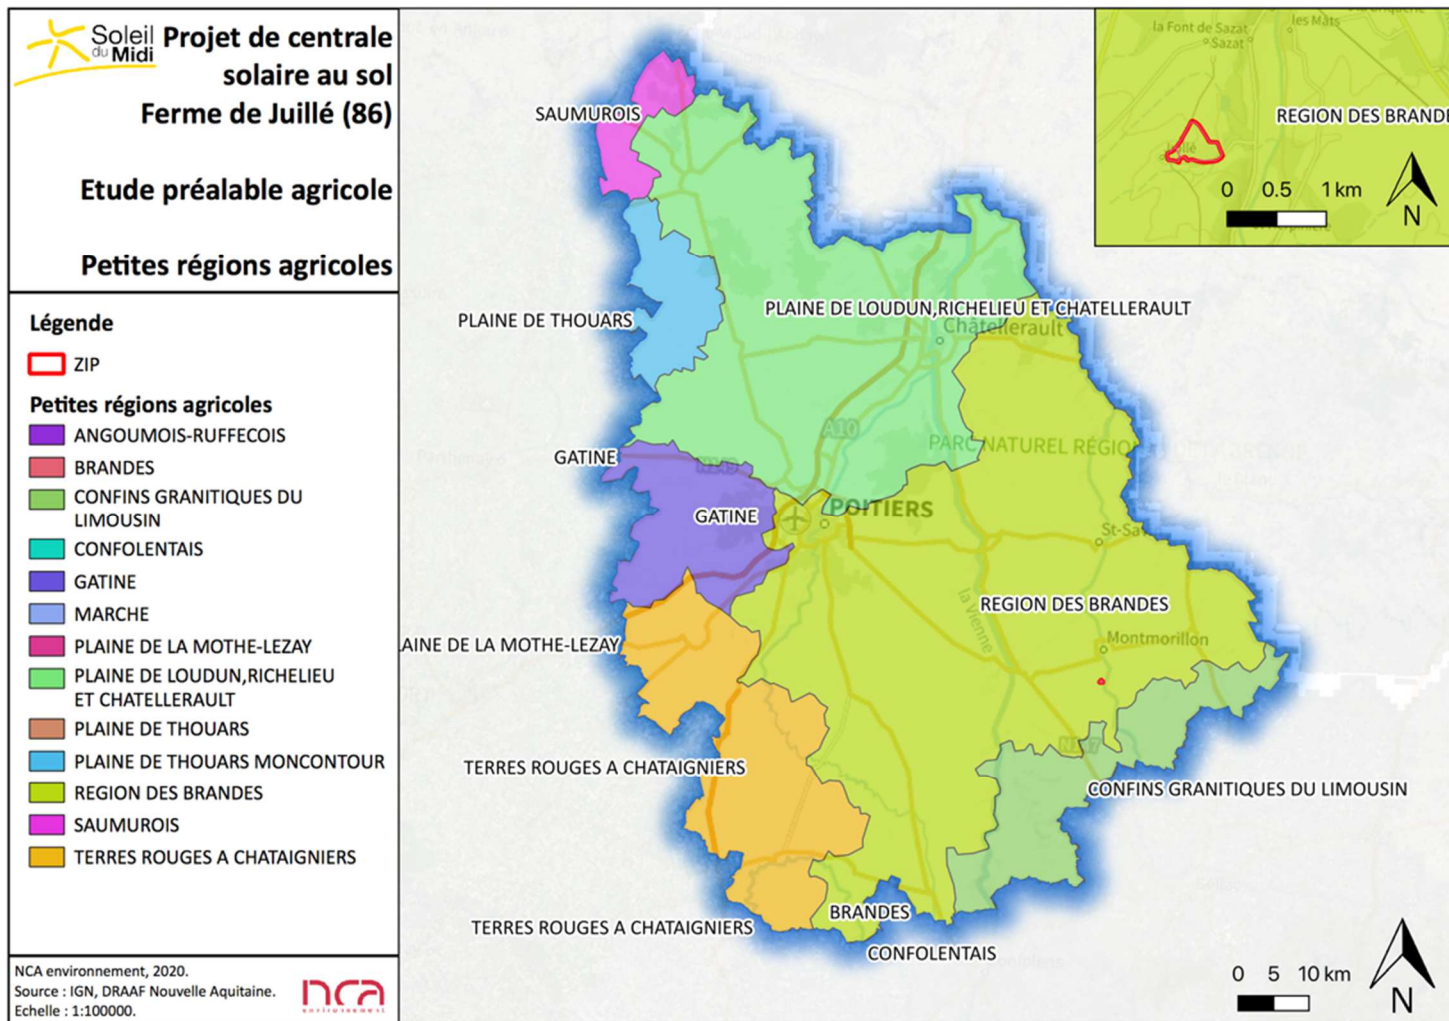 Soleil
du Midi
Projet de centrale
solaire au sol
Ferme de Juillé (86)
Etude préalable agricole
Petites régions agricoles
Légende
ZIP
Petites régions agricoles
ANGOUMOIS-RUFFECOIS
BRANDES
CONFINS GRANITIQUES DU
LIMOUSIN
CONFOLENTAIS
GATINE
MARCHE
PLAINE DE LA MOTHE-LEZAY
PLAINE DE LOUDUN,RICHELIEU
ET CHATELLERAULT
PLAINE DE THOUARS
PLAINE DE THOUARS MONCONTOUR
REGION DES BRANDES
SAUMUROIS
TERRES ROUGES A CHATAIGNIERS
NCA environnement, 2020.
Source : IGN, DRAAF Nouvelle Aquitaine.
Echelle : 1:100000.
nca
environnement
SAUMUROIS
PLAINE DE THOUARS
PLAINE DE LOUDUN,RICHELIEU ET CHATELLERAULT
Châtellerault
A10
PARC NATUREL RÉGIO
GATINE
N149
GATINE
POITIERS
St-Sav
REGION DES BRANDES
la Vienne
Montmorillon
LAINE DE LA MOTHE-LEZAY
N147
TERRES ROUGES A CHATAIGNIERS
CONFINS GRANITIQUES DU LIMOUSIN
TERRES ROUGES A CHATAIGNIERS
BRANDES
CONFOLENTAIS
la Font de Sazat
Sazat
les Mâts
REGION DES BRANDE
Juillé
0 0.5 1 km
N
0 5 10 km
N